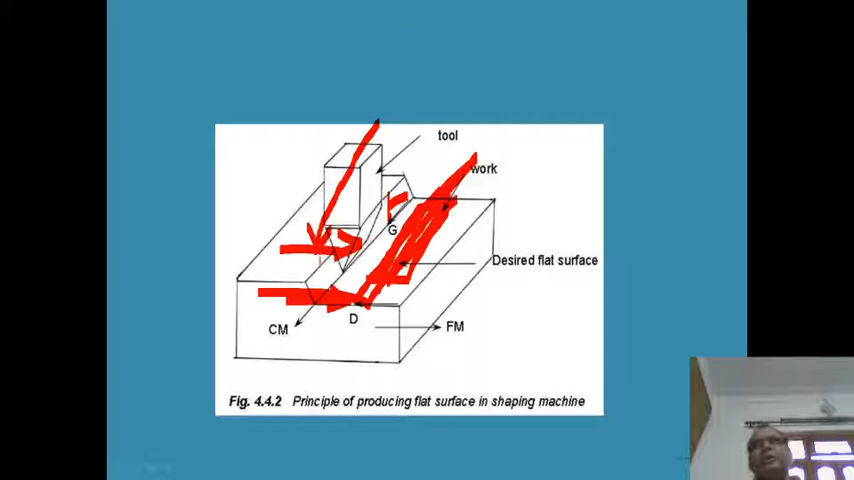 tool
work
G
Desired flat surface
D
CM
FM
Fig. 4.4.2 Principle of producing flat surface in shaping machine